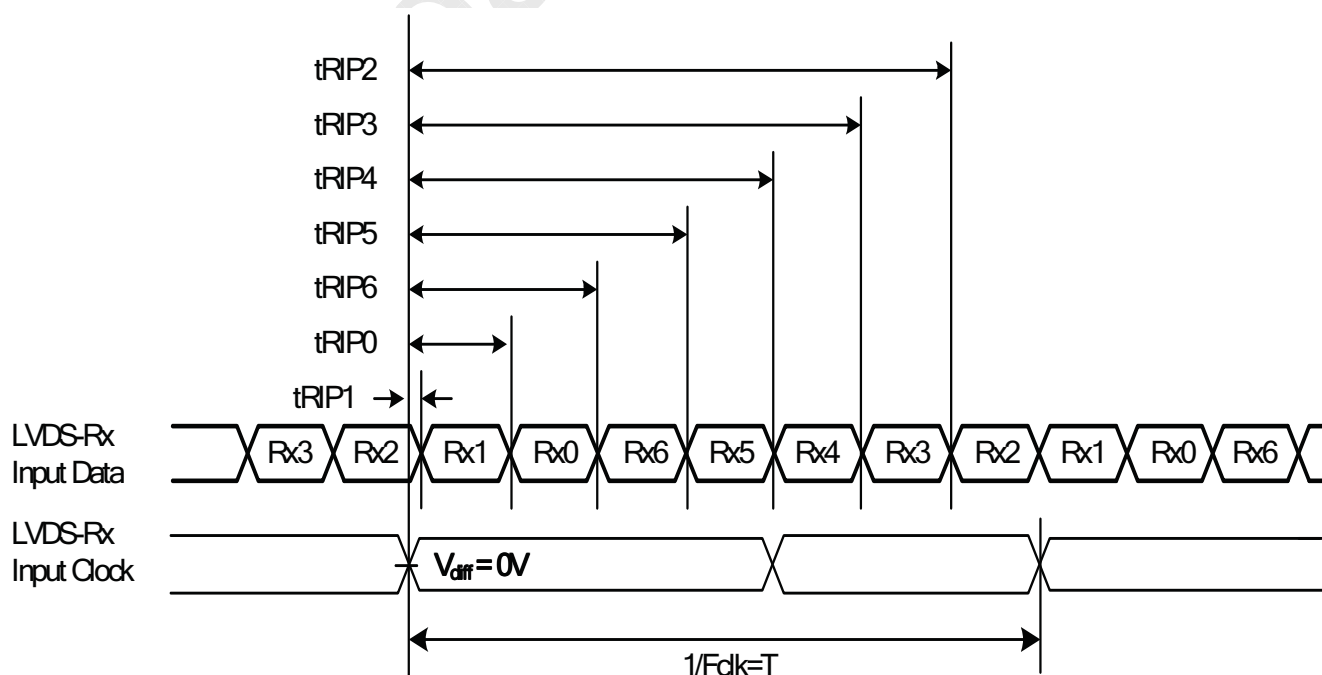 tRIP2
tRIP3
tRIP4
tRIP5
tRIP6
tRIP0
tRIP1
LVDS-Rx
Input Data
Rx3 Rx2 Rx1 Rx0 Rx6 Rx5 Rx4 Rx3 Rx2 Rx1 Rx0 Rx6
LVDS-Rx
Input Clock
Vdiff = 0V
1/Fclk=T